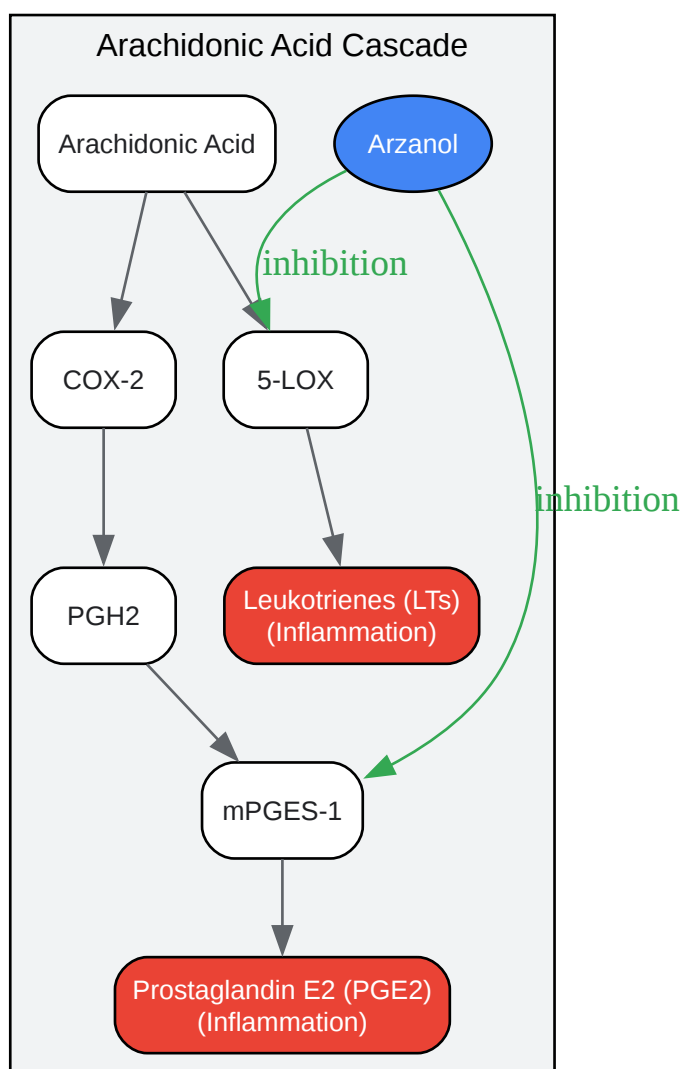 Arachidonic Acid Cascade
Arachidonic Acid
Arzanol
inhibition
COX-2
5-LOX
inhibition
PGH2
Leukotrienes (LTs)
(Inflammation)
mPGES-1
Prostaglandin E2 (PGE2)
(Inflammation)